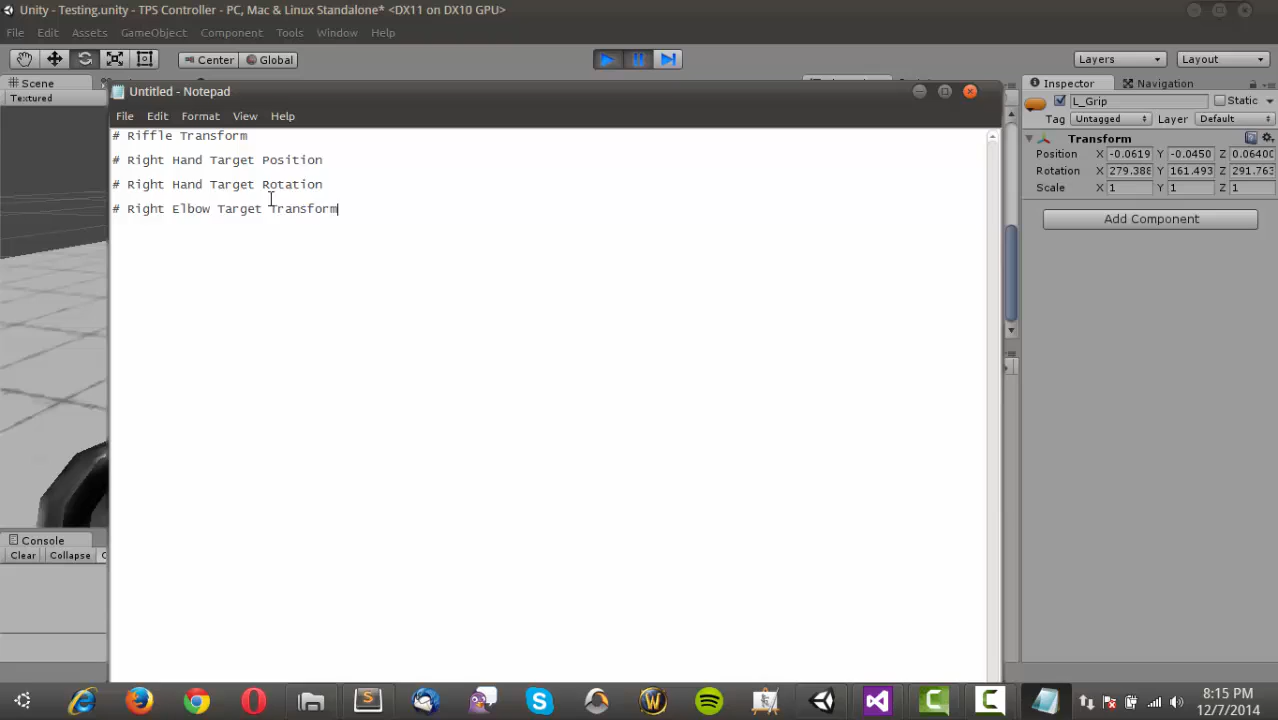 Unity - Testing.unity - TPS Controller - PC, Mac & Linux Standalone* <DX11 on DX10 GPU>
File Edit Assets GameObject Component Tools Window Help
Center Global Layers Layout
Scene
Textured
Untitled - Notepad
File Edit Format View Help
# Riffle Transform
# Right Hand Target Position
# Right Hand Target Rotation
# Right Elbow Target Transform
Inspector Navigation
L_Grip Static
Tag Untagged Layer Default
Transform
Position X -0.0619 Y -0.0450 Z 0.06400
Rotation X 279.388 Y 161.493 Z 291.763
Scale X 1 Y 1 Z 1
Add Component
Console
Clear Collapse
8:15 PM
12/7/2014